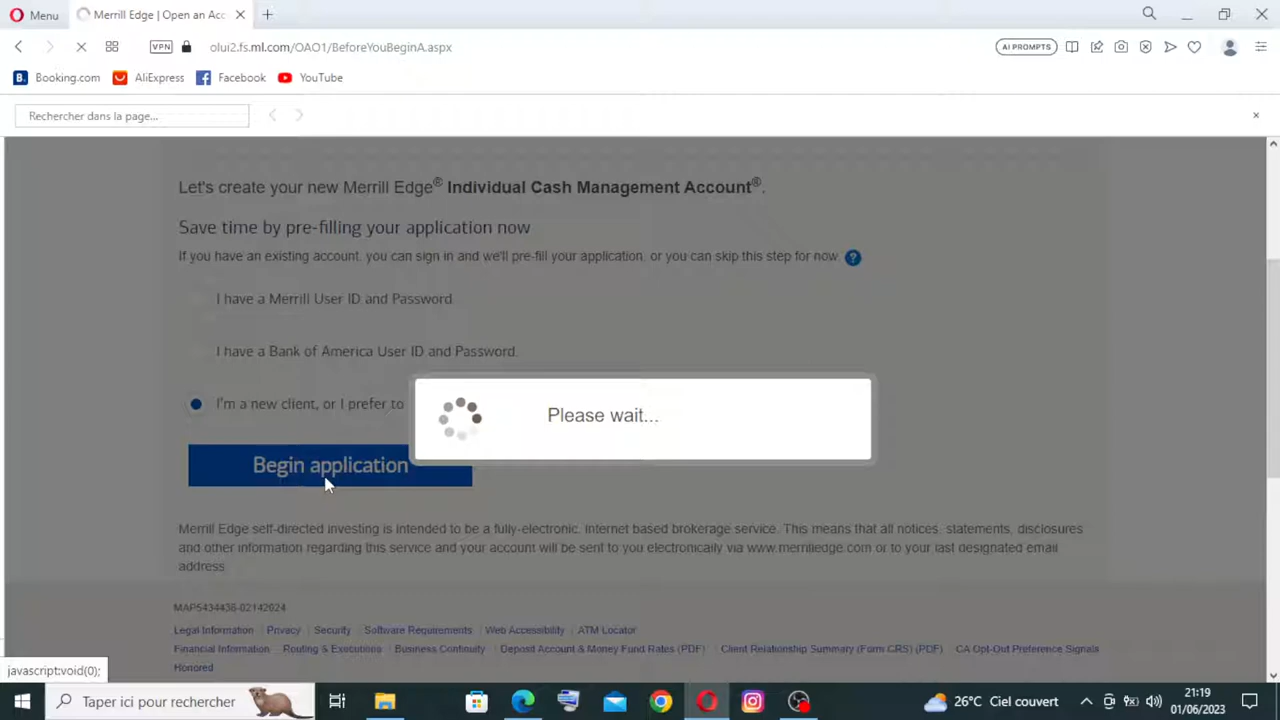 Menu
Merrill Edge | Open an Acc
VPN
olui2.fs.ml.com/OAO1/BeforeYouBeginA.aspx
AI PROMPTS
B. Booking.com
AliExpress
Facebook
YouTube
Rechercher dans la page...
Let's create your new Merrill Edge® Individual Cash Management Account®.
Save time by pre-filling your application now
If you have an existing account, you can sign in and we'll pre-fill your application, or you can skip this step for now. ?
I have a Merrill User ID and Password.
I have a Bank of America User ID and Password.
I'm a new client, or I prefer to
Please wait...
Begin application
Merrill Edge self-directed investing is intended to be a fully-electronic, Internet based brokerage service. This means that all notices, statements, disclosures
and other information regarding this service and your account will be sent to you electronically via www.merrilledge.com or to your last designated email
address.
MAP5434436-02142024
Legal Information Privacy Security Software Requirements Web Accessibility ATM Locator
Financial Information Routing & Executions Business Continuity Deposit Account & Money Fund Rates (PDF) Client Relationship Summary (Form CRS) (PDF) CA Opt-Out Preference Signals
Honored
javascript:void(0);
Taper ici pour rechercher
26°C Ciel couvert
21:19
01/06/2023